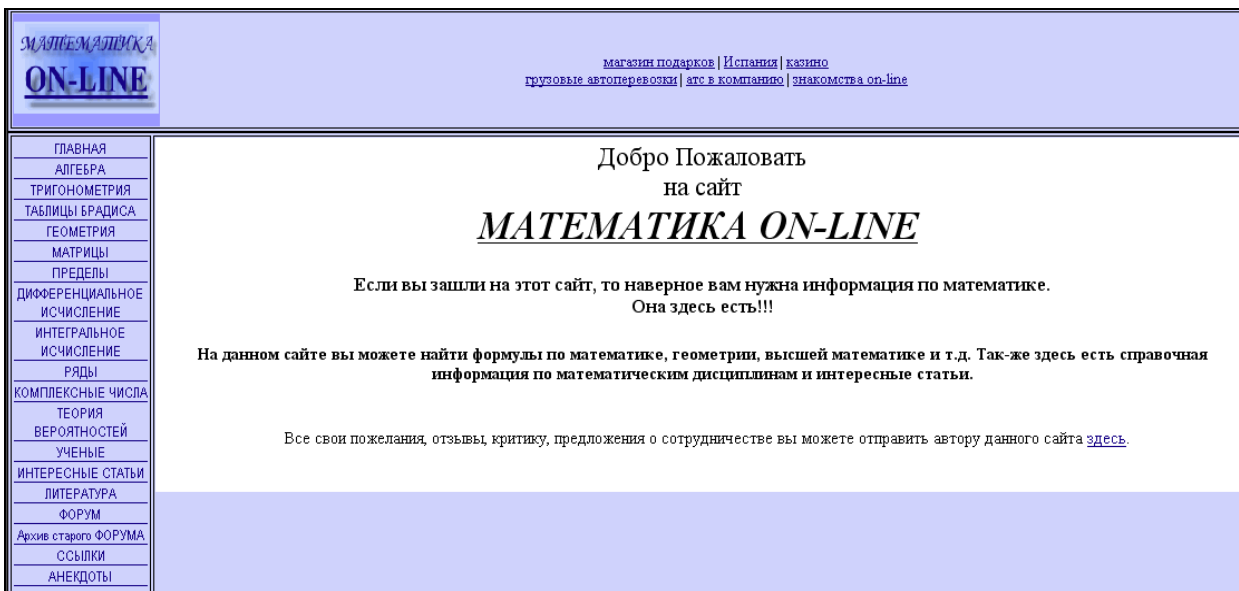 МАТЕМАТИКА
ON-LINE
магазин подарков | Испания | казино
грузовые автоперевозки | атс в компанию | знакомства on-line
ГЛАВНАЯ
АЛГЕБРА
ТРИГОНОМЕТРИЯ
ТАБЛИЦЫ БРАДИСА
ГЕОМЕТРИЯ
МАТРИЦЫ
ПРЕДЕЛЫ
ДИФФЕРЕНЦИАЛЬНОЕ
ИСЧИСЛЕНИЕ
ИНТЕГРАЛЬНОЕ
ИСЧИСЛЕНИЕ
РЯДЫ
КОМПЛЕКСНЫЕ ЧИСЛА
ТЕОРИЯ
ВЕРОЯТНОСТЕЙ
УЧЕНЫЕ
ИНТЕРЕСНЫЕ СТАТЬИ
ЛИТЕРАТУРА
ФОРУМ
Архив старого ФОРУМА
ССЫЛКИ
АНЕКДОТЫ
Добро Пожаловать
на сайт
МАТЕМАТИКА ON-LINE
Если вы зашли на этот сайт, то наверное вам нужна информация по математике.
Она здесь есть!!!
На данном сайте вы можете найти формулы по математике, геометрии, высшей математике и т.д. Так-же здесь есть справочная
информация по математическим дисциплинам и интересные статьи.
Все свои пожелания, отзывы, критику, предложения о сотрудничестве вы можете отправить автору данного сайта здесь.